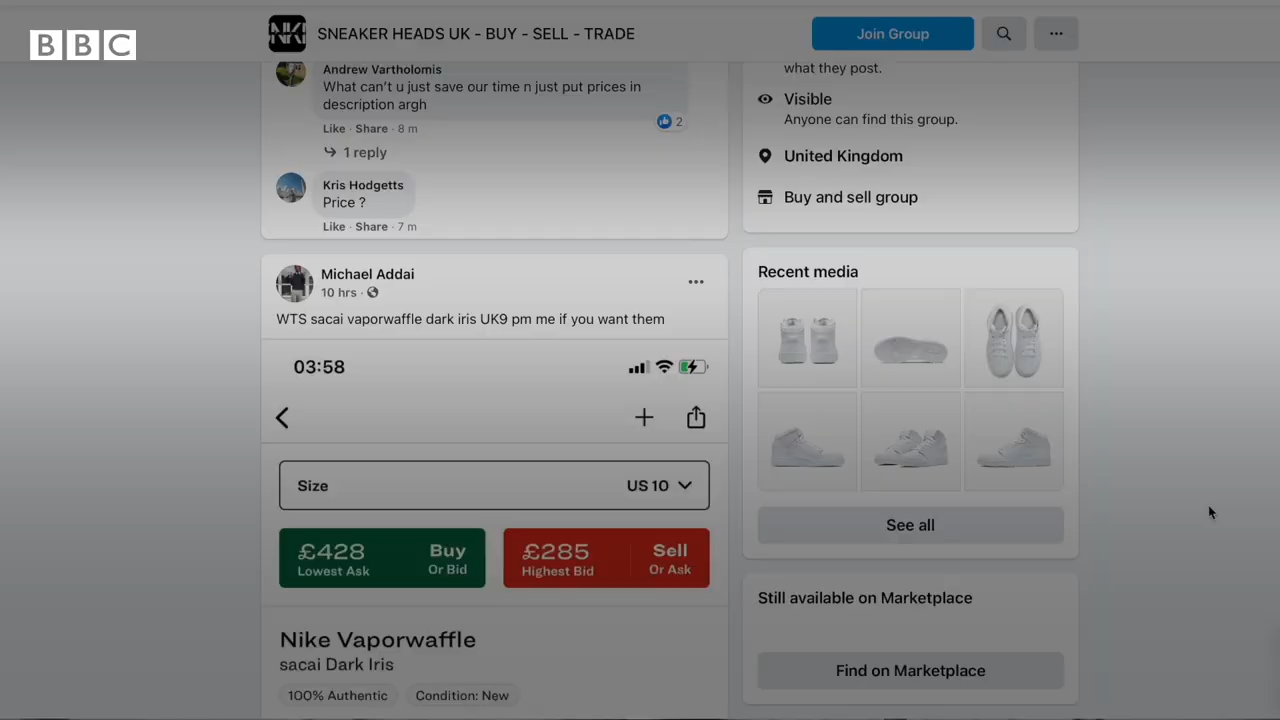 BBC
SNEAKER HEADS UK - BUY - SELL - TRADE
Join Group
Andrew Vartholomis
What can't u just save our time n just put prices in
description argh
2
Like · Share · 8 m
1 reply
Kris Hodgetts
Price ?
Like · Share · 7 m
Michael Addai
10 hrs ·
WTS sacai vaporwaffle dark iris UK9 pm me if you want them
03:58
Size
US 10
£428
Lowest Ask
Buy
Or Bid
£285
Highest Bid
Sell
Or Ask
Nike Vaporwaffle
sacai Dark Iris
100% Authentic
Condition: New
what they post.
Visible
Anyone can find this group.
United Kingdom
Buy and sell group
Recent media
See all
Still available on Marketplace
Find on Marketplace